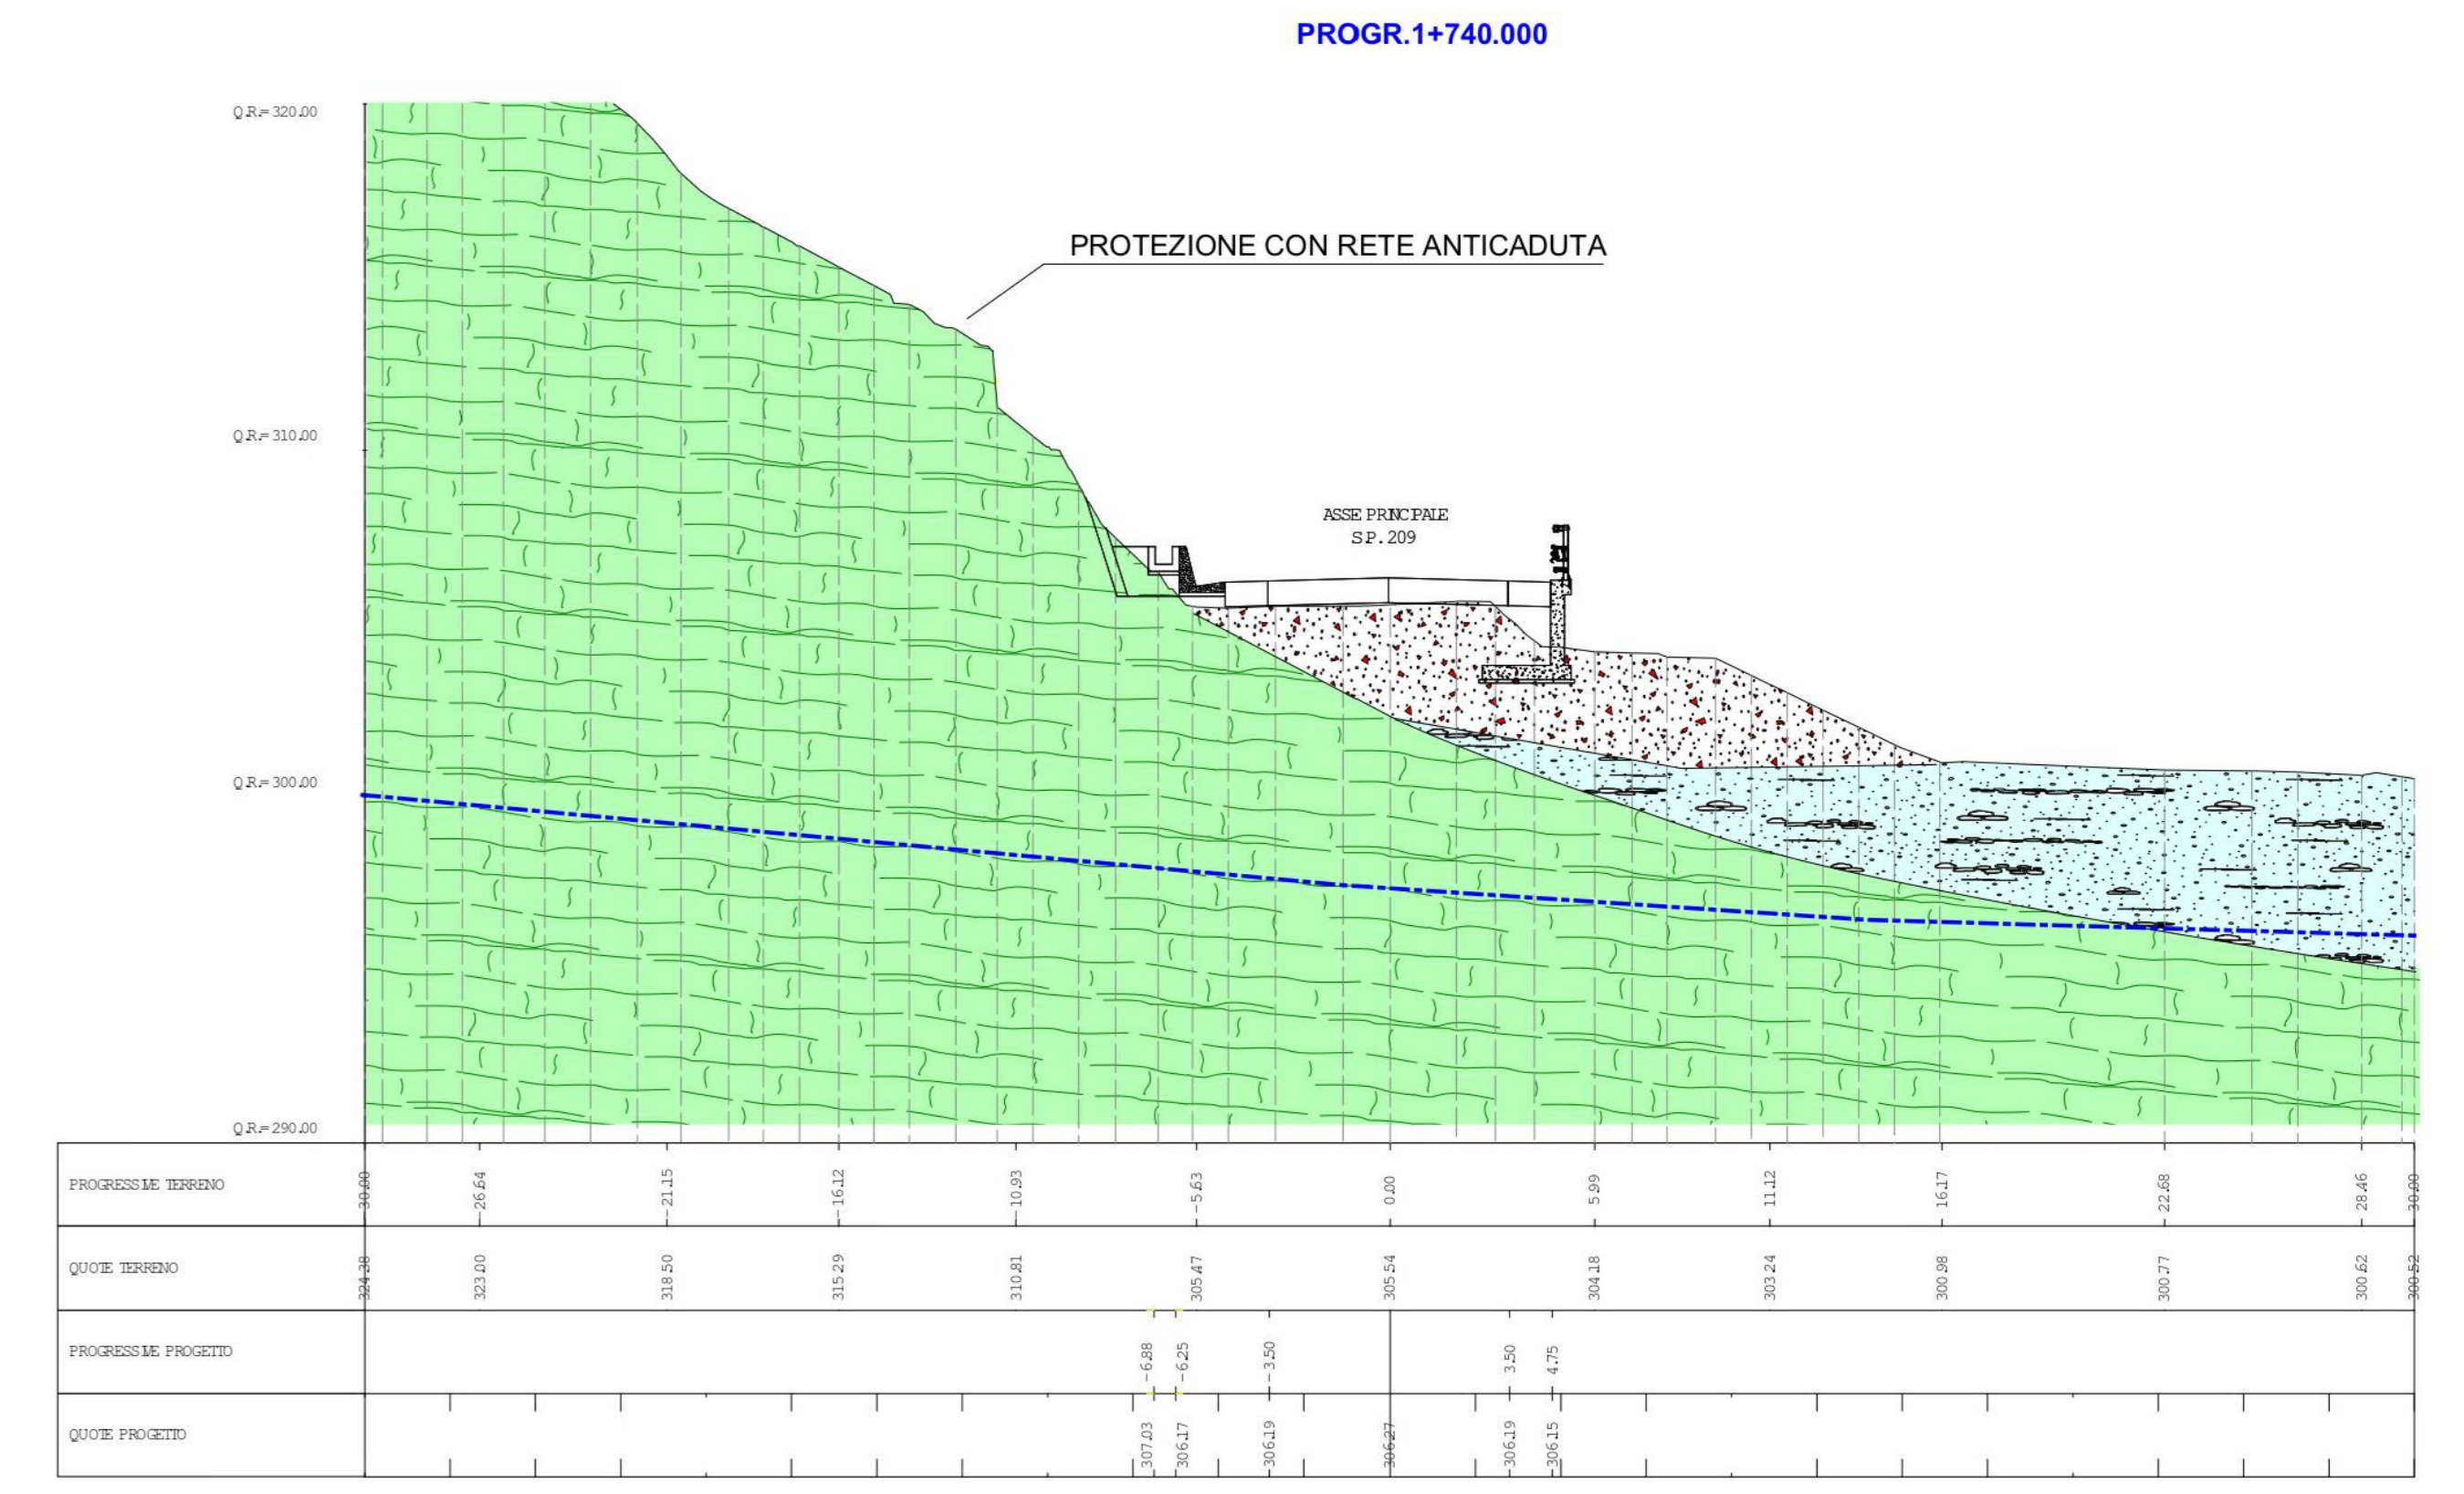 PROGR.1+740.000
Q.R.=320.00
PROTEZIONE CON RETE ANTICADUTA
Q.R.=310.00
ASSE PRINCIPALE
S.P. 209
Q.R.=300.00
Q.R.=290.00
PROGRESSIVE TERRENO -30.00 -26.64 -21.15 -16.12 -10.93 -5.63 0.00 5.99 11.12 16.17 22.68 28.46 30.00
QUOTE TERRENO 324.38 323.00 318.50 315.29 310.81 305.47 305.54 304.18 303.24 300.98 300.77 300.62 300.52
PROGRESSIVE PROGETTO -6.88 -6.25 -3.50 3.50 4.75
QUOTE PROGETTO 307.03 306.17 306.19 306.27 306.19 306.15